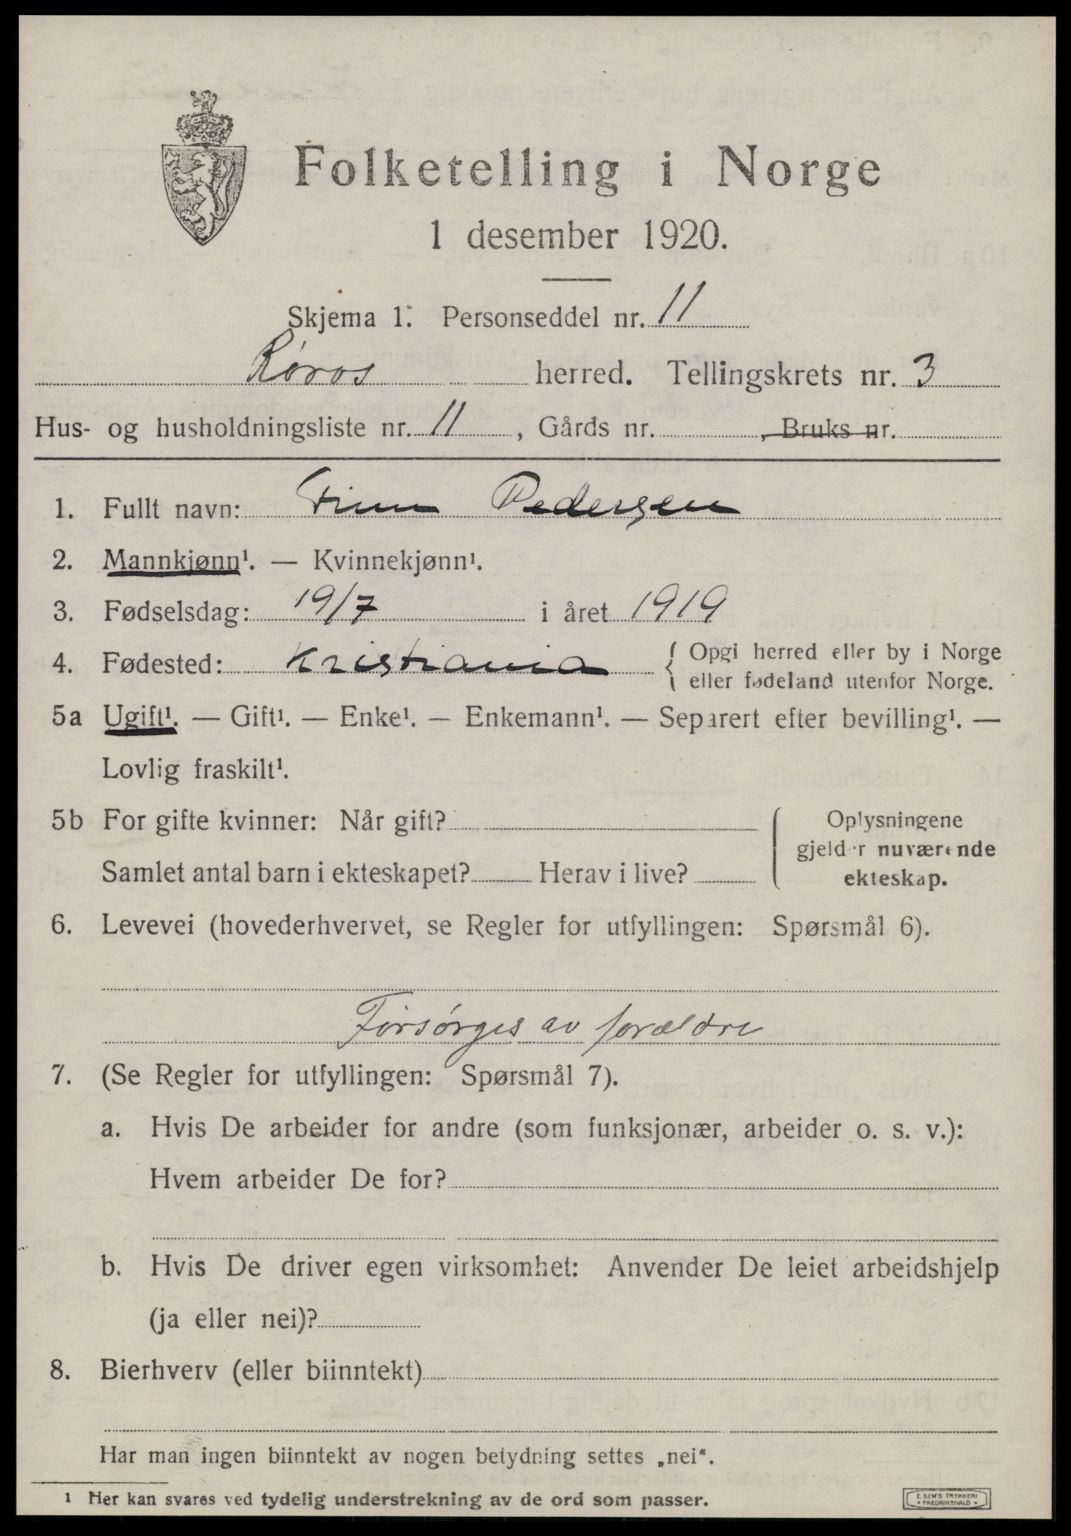 Folketelling i Norge
1 desember 1920.
Skjema 1. Personseddel nr. 11
Røros herred. Tellingskrets nr. 3
Hus- og husholdningsliste nr. 11, Gårds nr. , Bruks nr.
1. Fullt navn: Finn Pedersen
2. Mannkjønn¹. — Kvinnekjønn¹.
3. Fødselsdag: 19/7 i året 1919
4. Fødested: Kristiania { Opgi herred eller by i Norge
eller fødeland utenfor Norge.
5a Ugift¹. — Gift¹. — Enke¹. — Enkemann¹. — Separert efter bevilling¹. —
Lovlig fraskilt¹.
5b For gifte kvinner: Når gift?
Samlet antal barn i ekteskapet? Herav i live?
Oplysningene
gjelder nuværende
ekteskap.
6. Levevei (hovederhvervet, se Regler for utfyllingen: Spørsmål 6).
Forsørges av forældre
7. (Se Regler for utfyllingen: Spørsmål 7).
a. Hvis De arbeider for andre (som funksjonær, arbeider o. s. v.):
Hvem arbeider De for?
b. Hvis De driver egen virksomhet: Anvender De leiet arbeidshjelp
(ja eller nei)?
8. Bierhverv (eller biinntekt)
Har man ingen biinntekt av nogen betydning settes „nei“.
¹ Her kan svares ved tydelig understrekning av de ord som passer.
E. SEM'S TRYKKERI
• FREDRIKSHALD •